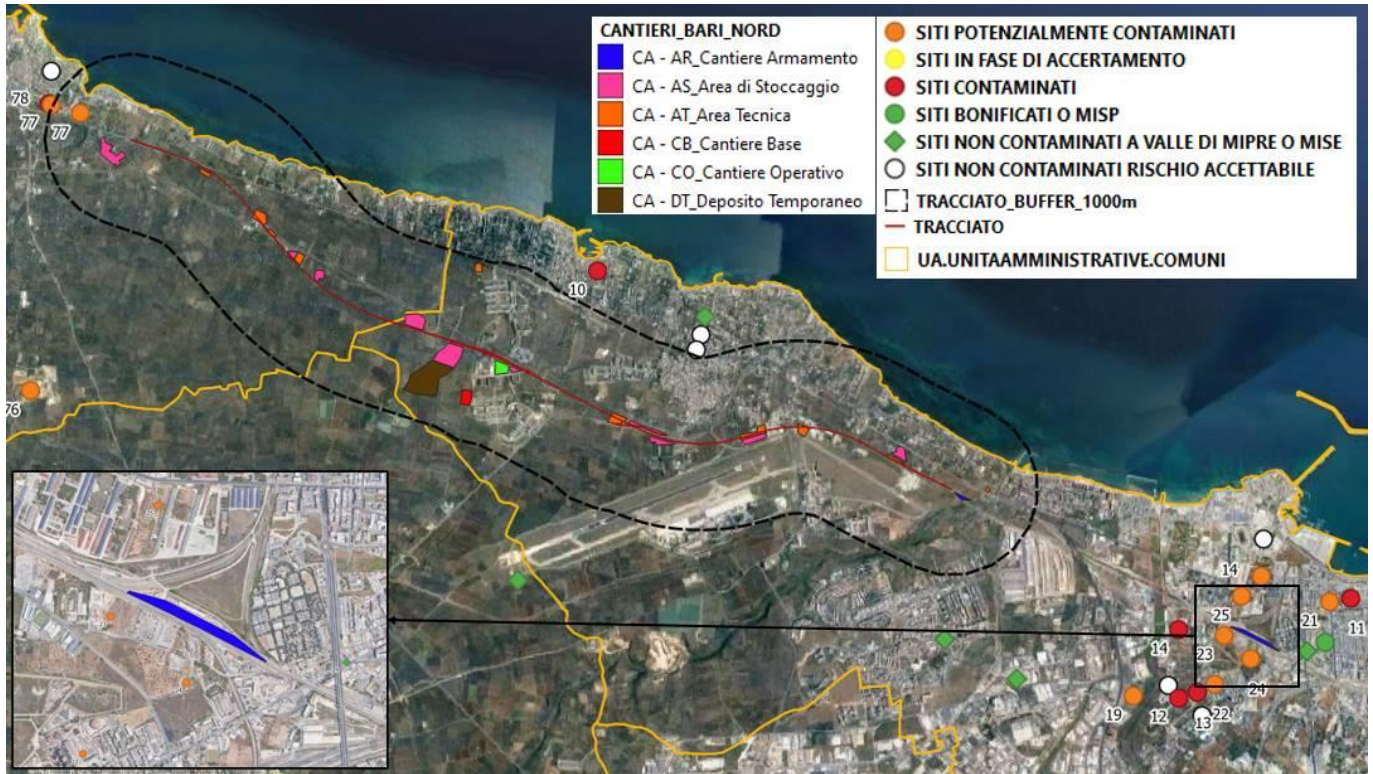 CANTIERI_BARI_NORD
CA - AR_Cantiere Armamento
CA - AS_Area di Stoccaggio
CA - AT_Area Tecnica
CA - CB_Cantiere Base
CA - CO_Cantiere Operativo
CA - DT_Deposito Temporaneo
SITI POTENZIALMENTE CONTAMINATI
SITI IN FASE DI ACCERTAMENTO
SITI CONTAMINATI
SITI BONIFICATI O MISP
SITI NON CONTAMINATI A VALLE DI MIPRE O MISE
SITI NON CONTAMINATI RISCHIO ACCETTABILE
TRACCIATO_BUFFER_1000m
TRACCIATO
UA.UNITAAMMINISTRATIVE.COMUNI
78
77
77
10
76
14
25
21
11
14
23
24
19
12
22
13